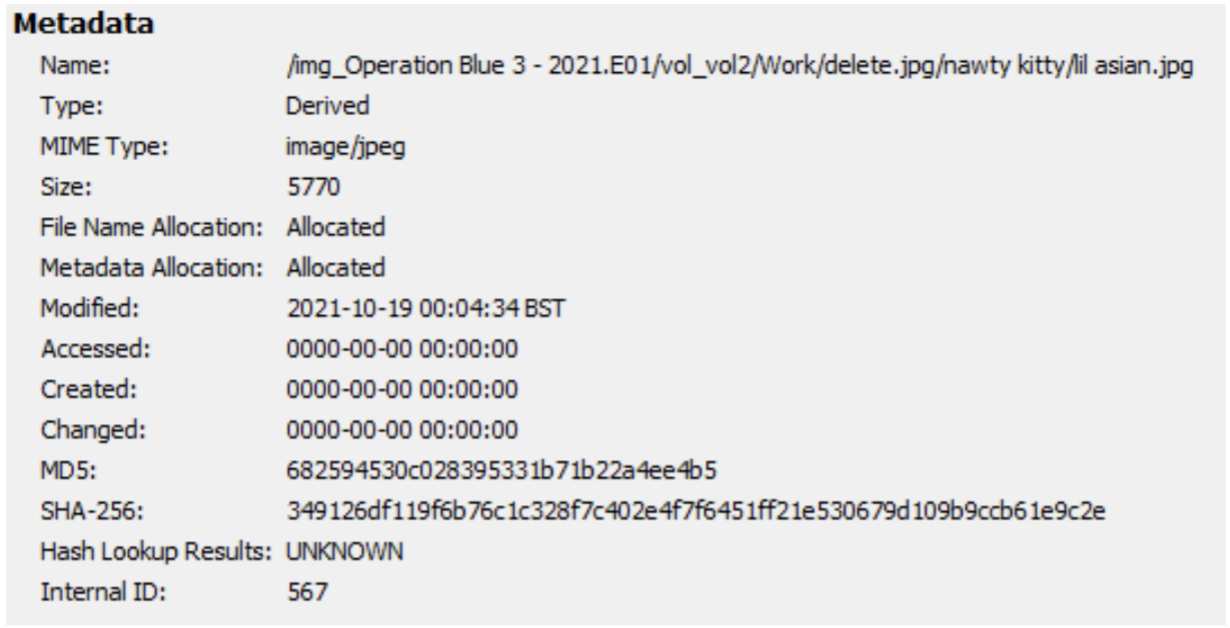 Metadata
Name: /img_Operation Blue 3 - 2021.E01/vol_vol2/Work/delete.jpg/nawty kitty/lil asian.jpg
Type: Derived
MIME Type: image/jpeg
Size: 5770
File Name Allocation: Allocated
Metadata Allocation: Allocated
Modified: 2021-10-19 00:04:34 BST
Accessed: 0000-00-00 00:00:00
Created: 0000-00-00 00:00:00
Changed: 0000-00-00 00:00:00
MD5: 682594530c028395331b71b22a4ee4b5
SHA-256: 349126df119f6b76c1c328f7c402e4f7f6451ff21e530679d109b9ccb61e9c2e
Hash Lookup Results: UNKNOWN
Internal ID: 567